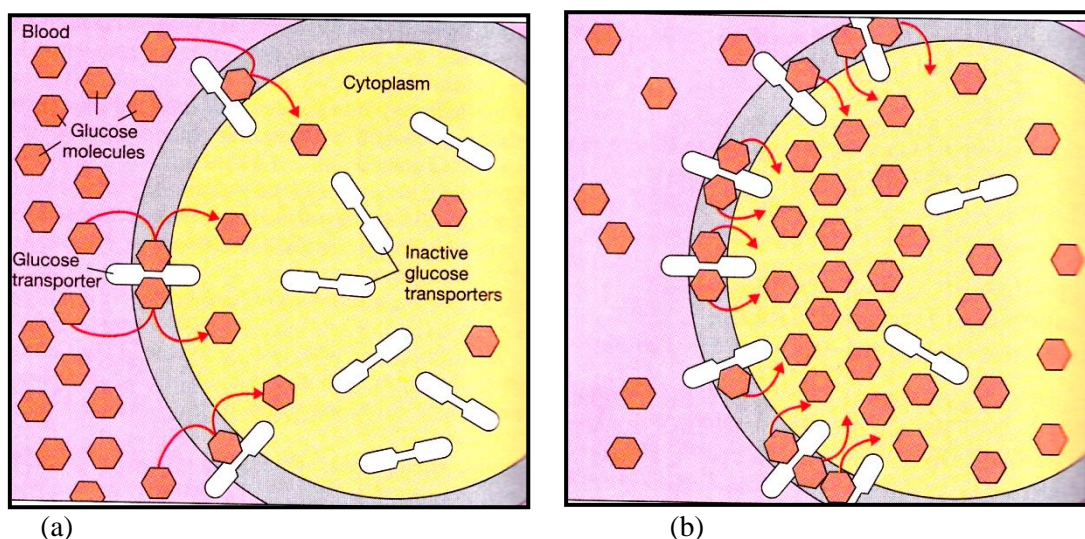 Blood
Cytoplasm
Glucose
molecules
Glucose
transporter
Inactive
glucose
transporters
(a)
(b)